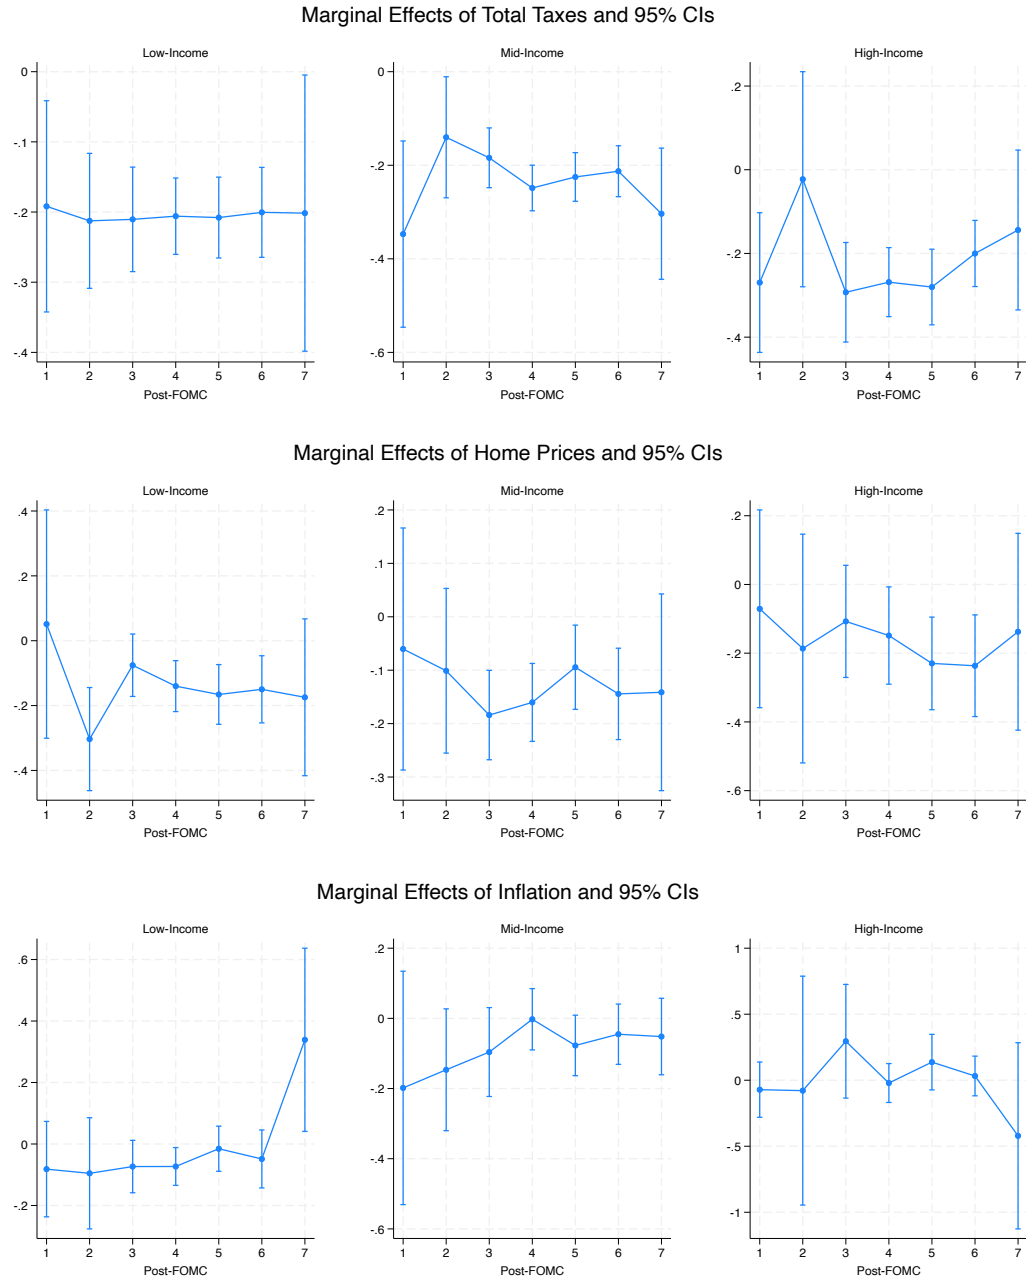 Marginal Effects of Total Taxes and 95% CIs
Low-Income
Mid-Income
High-Income
0
-.1
-.2
-.3
-.4
1 2 3 4 5 6 7
Post-FOMC
0
-.2
-.4
-.6
1 2 3 4 5 6 7
Post-FOMC
.2
0
-.2
-.4
1 2 3 4 5 6 7
Post-FOMC
Marginal Effects of Home Prices and 95% CIs
Low-Income
Mid-Income
High-Income
.4
.2
0
-.2
-.4
1 2 3 4 5 6 7
Post-FOMC
.2
.1
0
-.1
-.2
-.3
1 2 3 4 5 6 7
Post-FOMC
.2
0
-.2
-.4
-.6
1 2 3 4 5 6 7
Post-FOMC
Marginal Effects of Inflation and 95% CIs
Low-Income
Mid-Income
High-Income
.6
.4
.2
0
-.2
1 2 3 4 5 6 7
Post-FOMC
.2
0
-.2
-.4
-.6
1 2 3 4 5 6 7
Post-FOMC
1
.5
0
-.5
-1
1 2 3 4 5 6 7
Post-FOMC